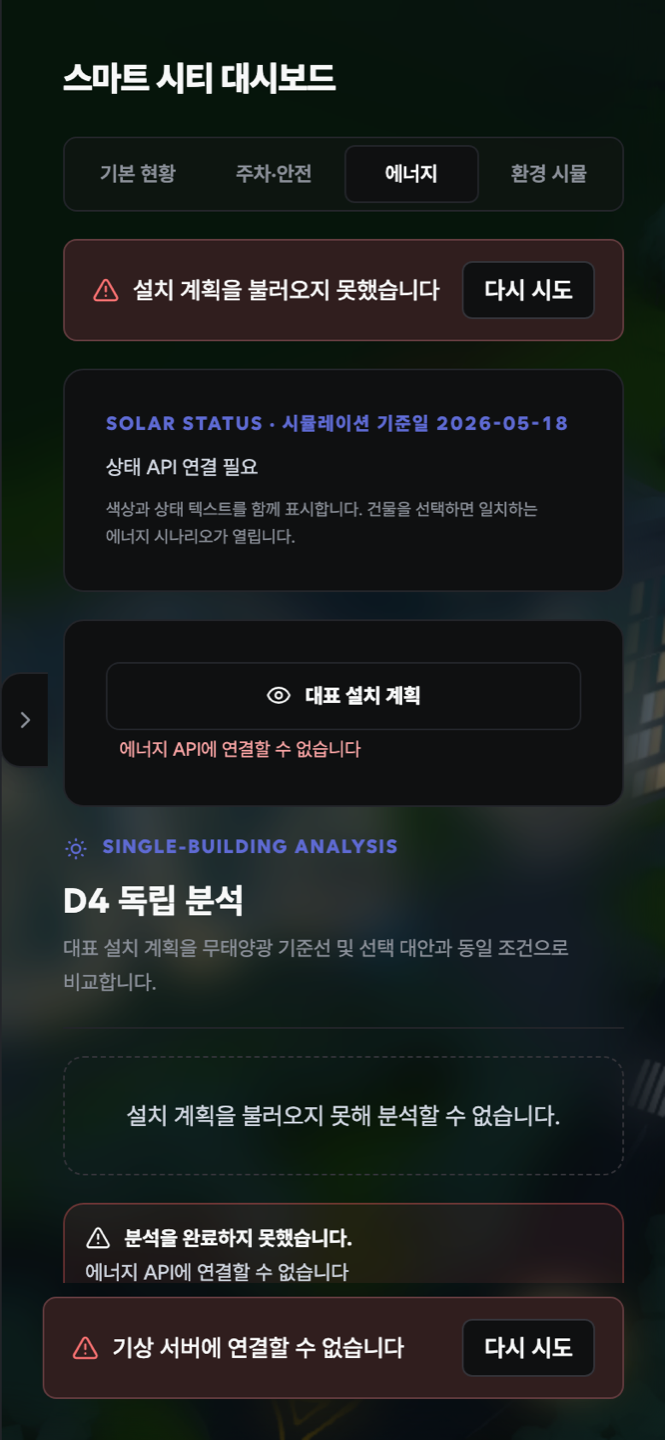 스마트 시티 대시보드
기본 현황
주차·안전
에너지
환경 시뮬
설치 계획을 불러오지 못했습니다
다시 시도
SOLAR STATUS · 시뮬레이션 기준일 2026-05-18
상태 API 연결 필요
색상과 상태 텍스트를 함께 표시합니다. 건물을 선택하면 일치하는
에너지 시나리오가 열립니다.
대표 설치 계획
에너지 API에 연결할 수 없습니다
SINGLE-BUILDING ANALYSIS
D4 독립 분석
대표 설치 계획을 무태양광 기준선 및 선택 대안과 동일 조건으로
비교합니다.
설치 계획을 불러오지 못해 분석할 수 없습니다.
분석을 완료하지 못했습니다.
에너지 API에 연결할 수 없습니다
기상 서버에 연결할 수 없습니다
다시 시도